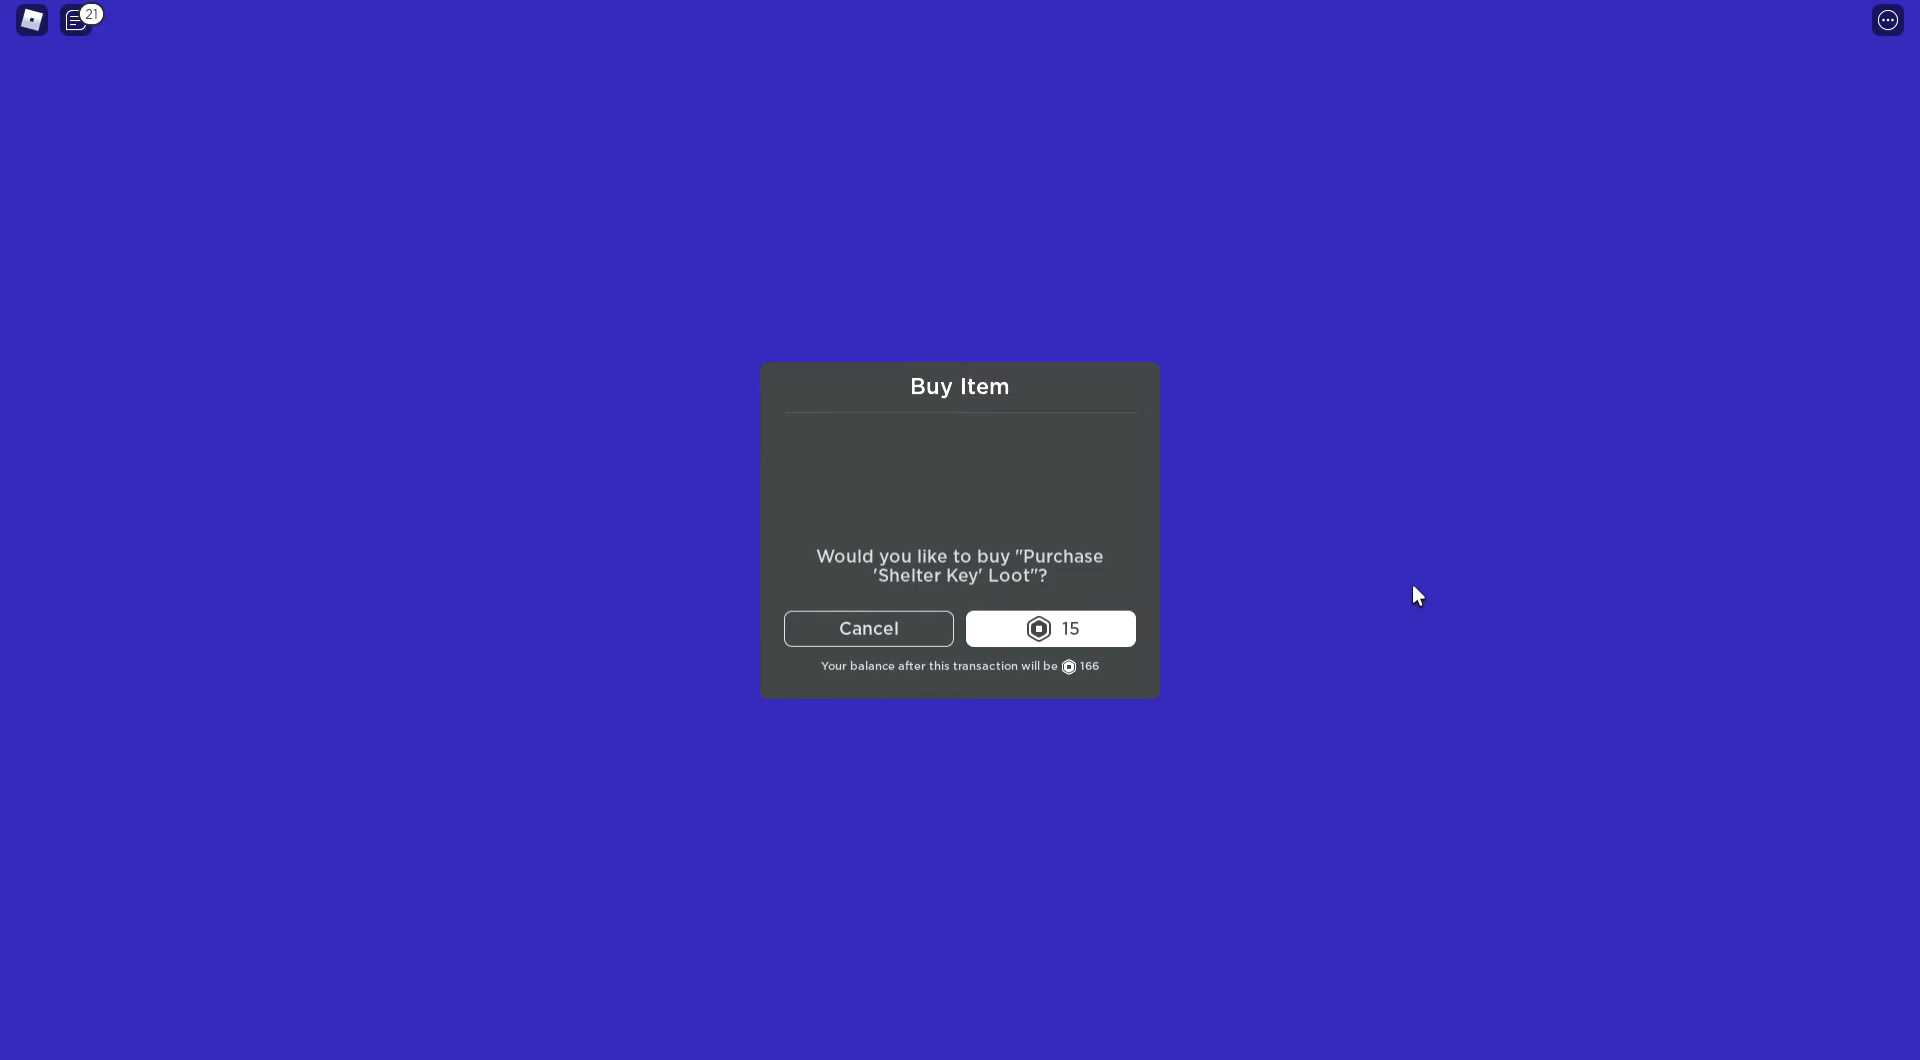 21
Buy Item
Would you like to buy "Purchase
'Shelter Key' Loot"?
Cancel
15
Your balance after this transaction will be 166